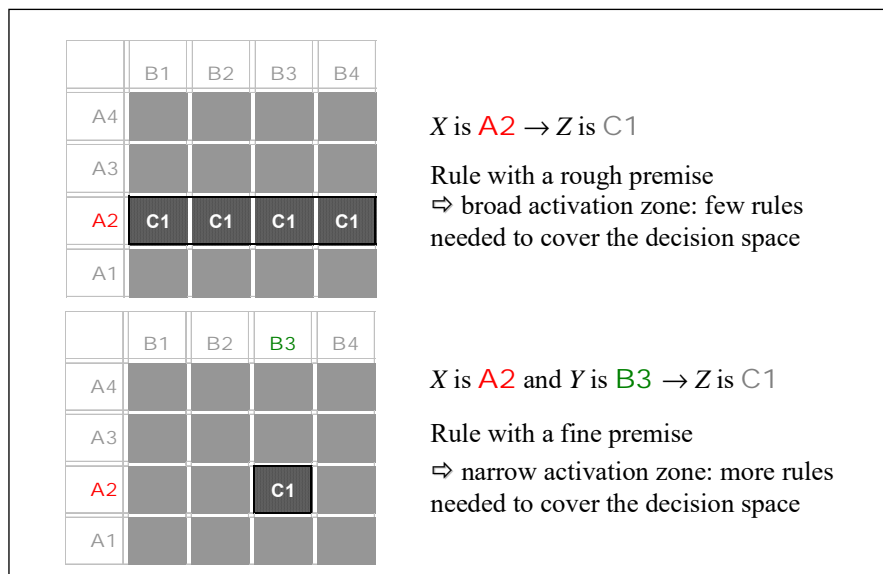 B1 B2 B3 B4
A4
A3
A2 C1 C1 C1 C1
A1
X is A2 → Z is C1
Rule with a rough premise
⇨ broad activation zone: few rules
needed to cover the decision space
B1 B2 B3 B4
A4
A3
A2 C1
A1
X is A2 and Y is B3 → Z is C1
Rule with a fine premise
⇨ narrow activation zone: more rules
needed to cover the decision space